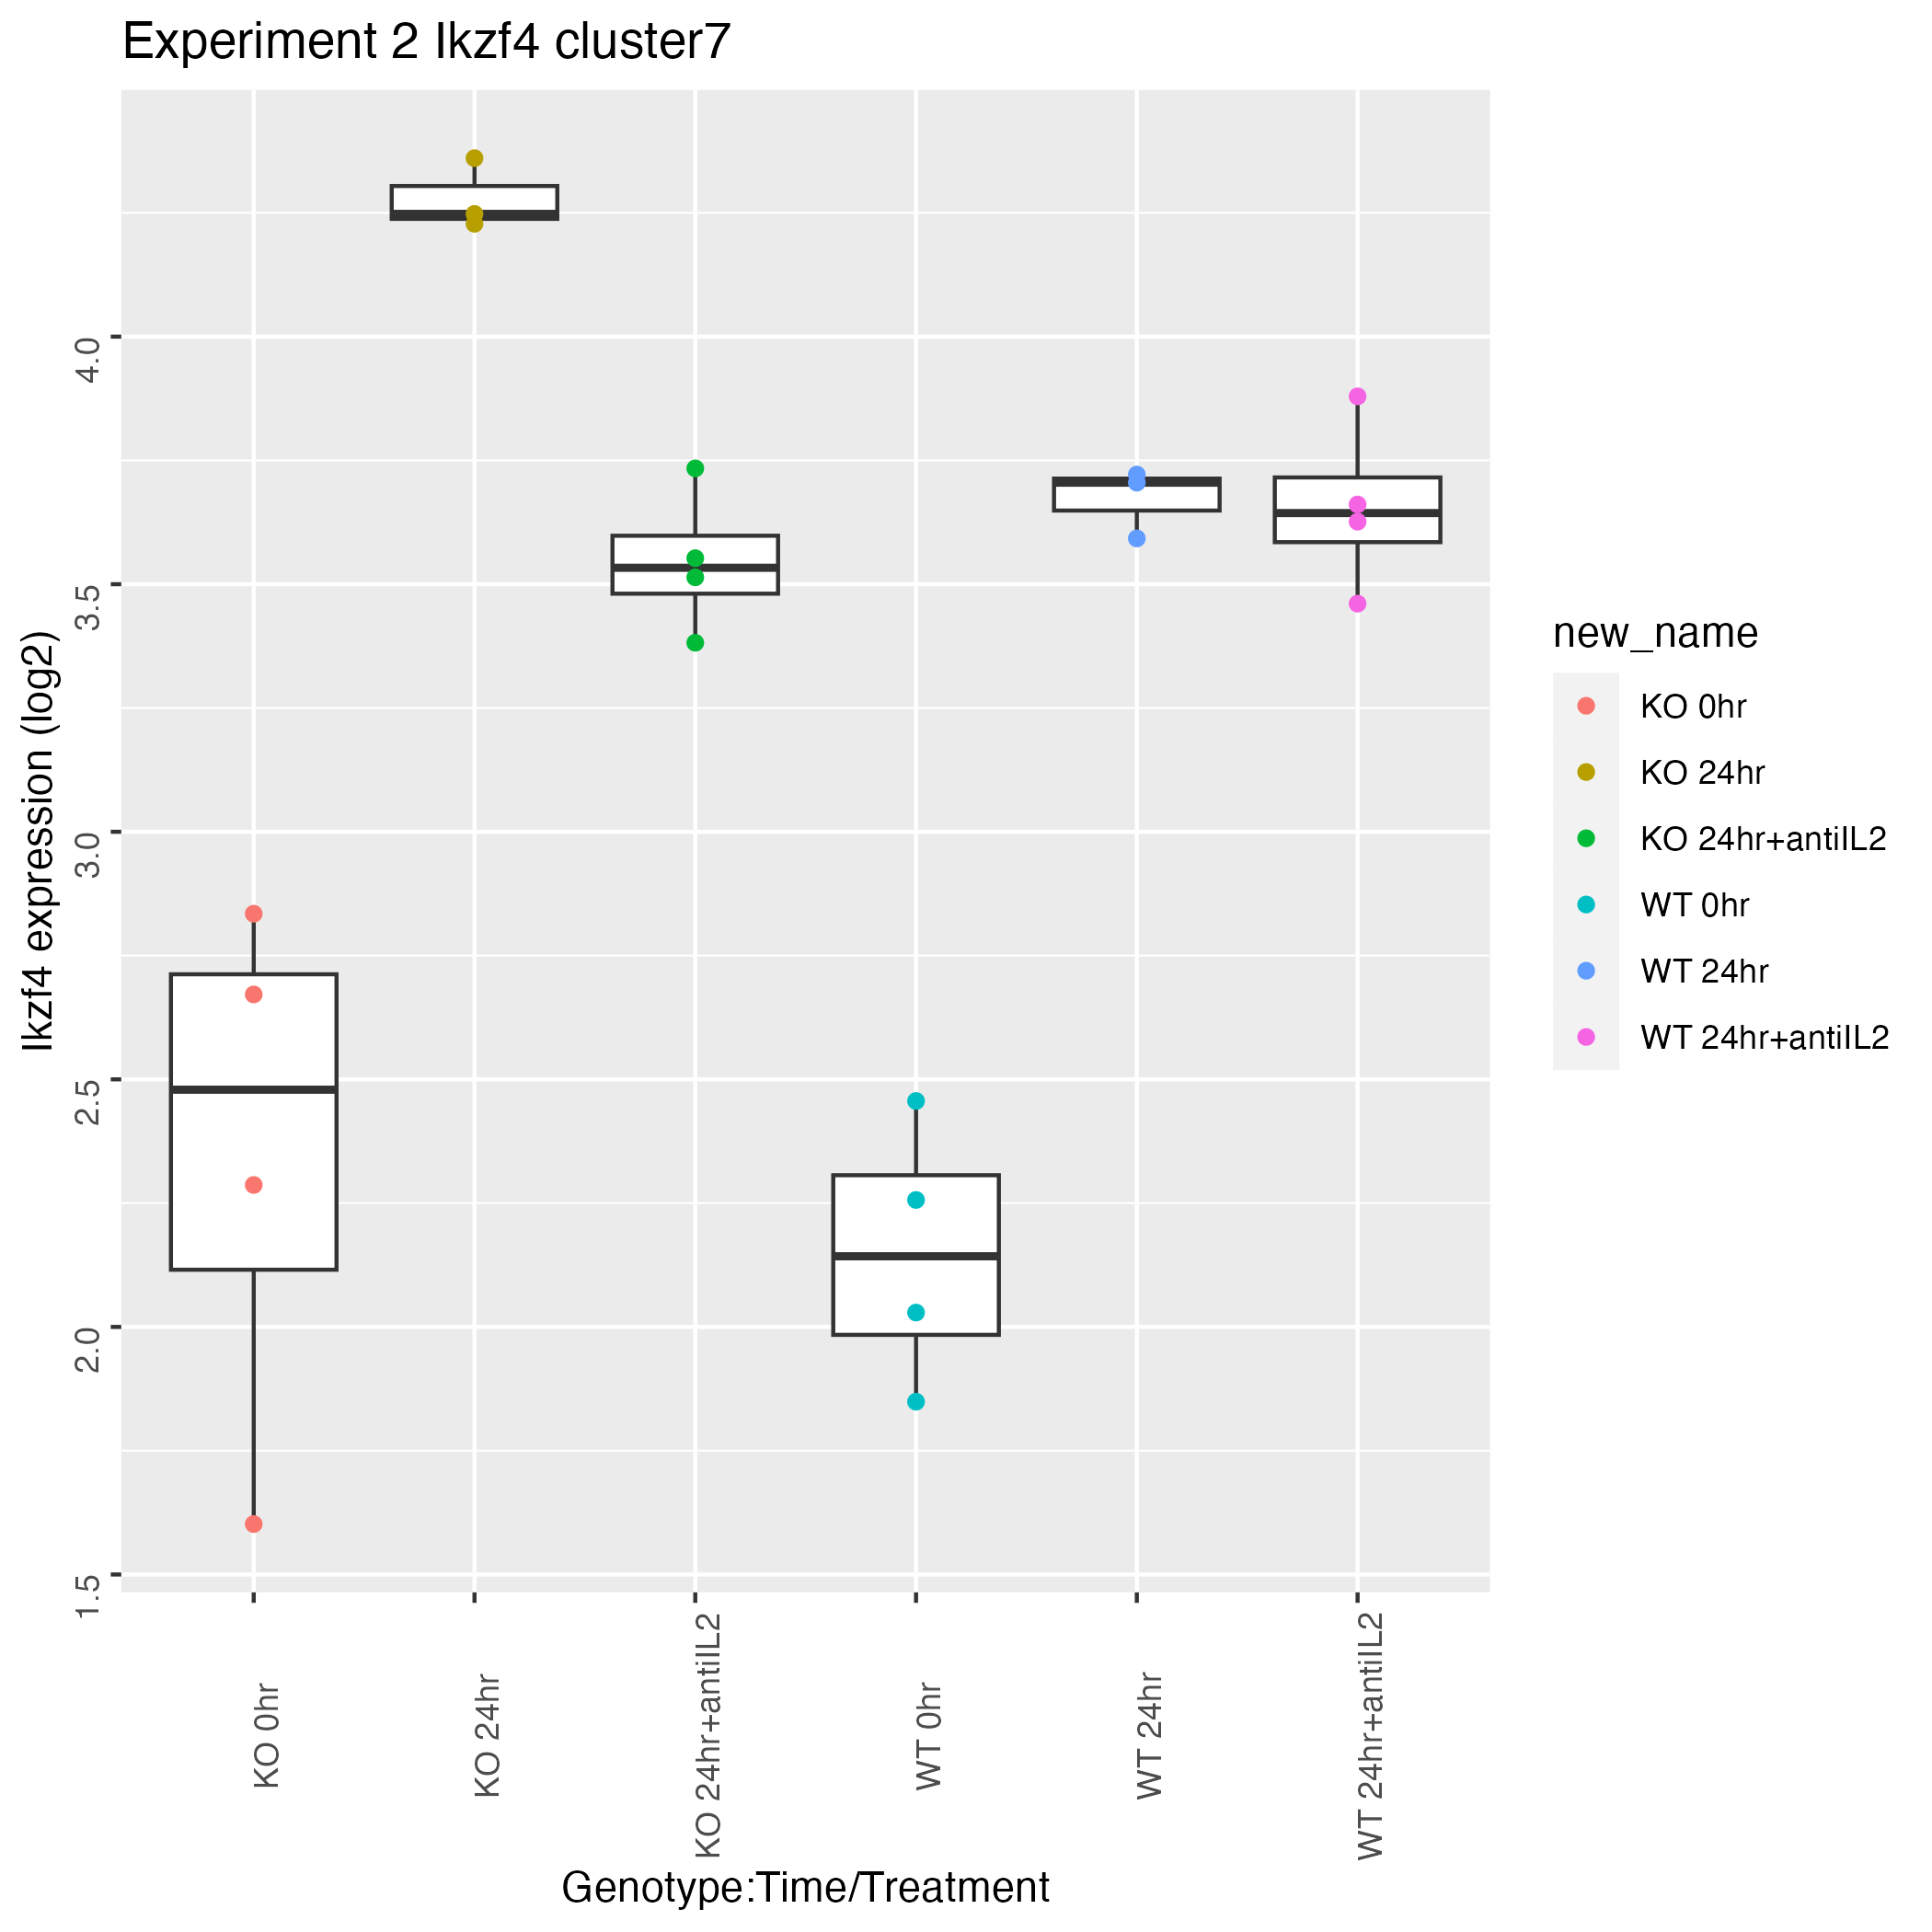 Experiment 2 Ikzf4 cluster7
Ikzf4 expression (log2)
4.0
3.5
3.0
2.5
2.0
1.5
KO 0hr
KO 24hr
KO 24hr+antiIL2
WT 0hr
WT 24hr
WT 24hr+antiIL2
Genotype:Time/Treatment
new_name
KO 0hr
KO 24hr
KO 24hr+antiIL2
WT 0hr
WT 24hr
WT 24hr+antiIL2